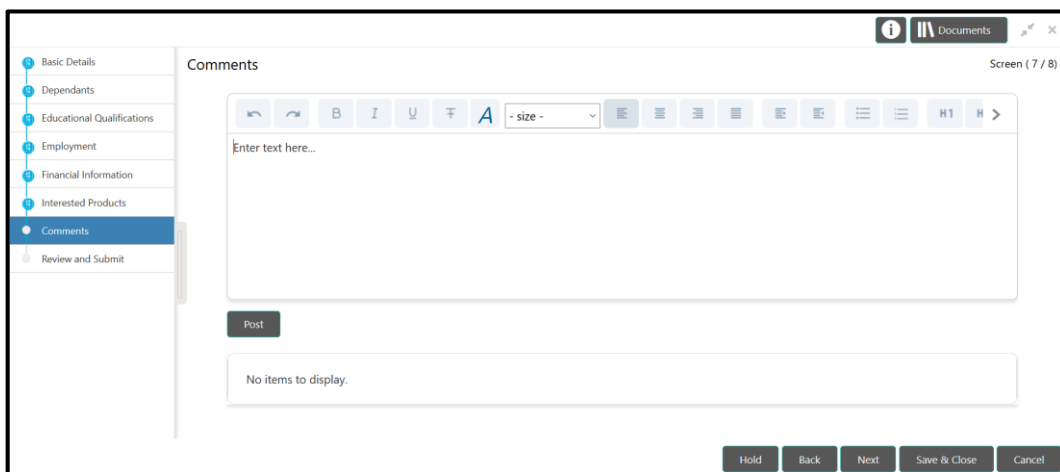 Documents
Basic Details
Dependants
Educational Qualifications
Employment
Financial Information
Interested Products
Comments
Review and Submit
Comments
Screen ( 7 / 8)
B I U T A - size - H1 H
Enter text here...
Post
No items to display.
Hold Back Next Save & Close Cancel